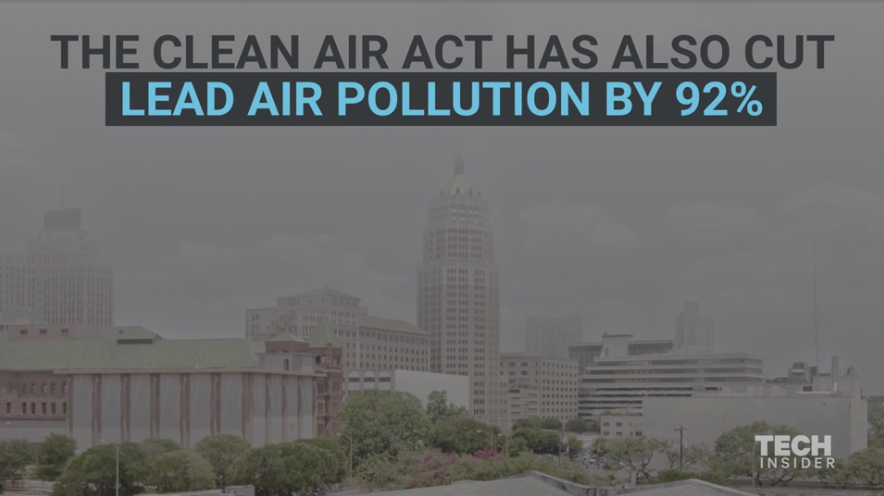 THE CLEAN AIR ACT HAS ALSO CUT
LEAD AIR POLLUTION BY 92%
TECH
INSIDER